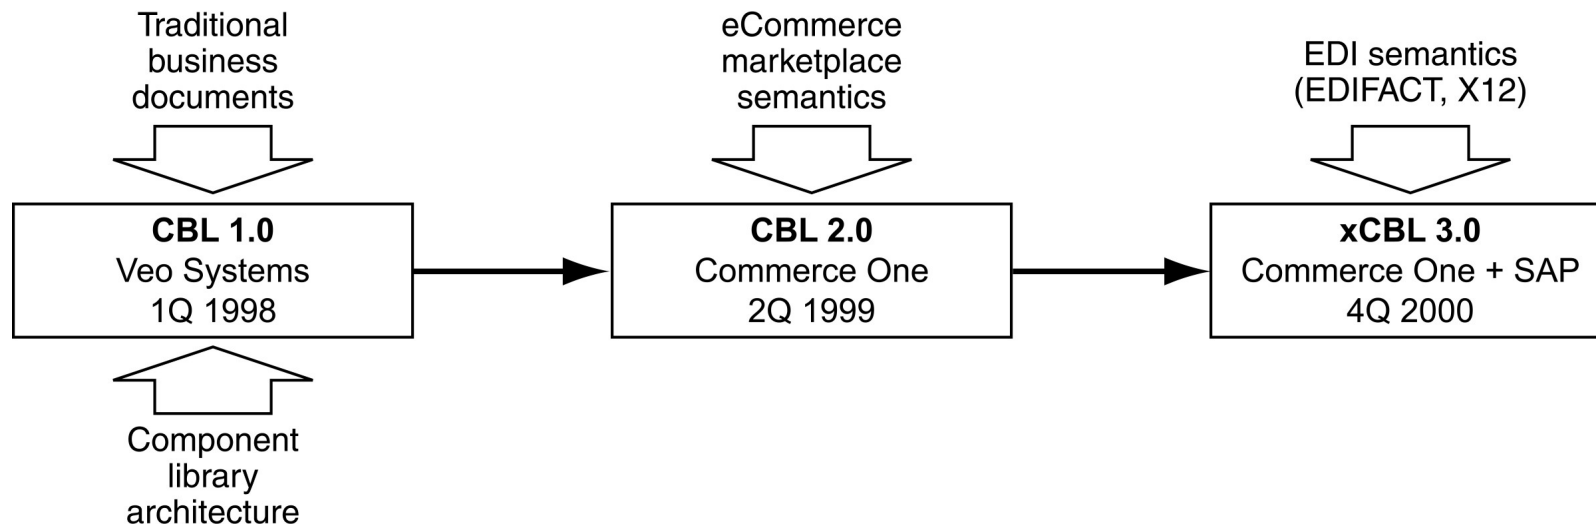 Traditional
business
documents
CBL 1.0
Veo Systems
1Q 1998
Component
library
architecture
eCommerce
marketplace
semantics
CBL 2.0
Commerce One
2Q 1999
EDI semantics
(EDIFACT, X12)
xCBL 3.0
Commerce One + SAP
4Q 2000